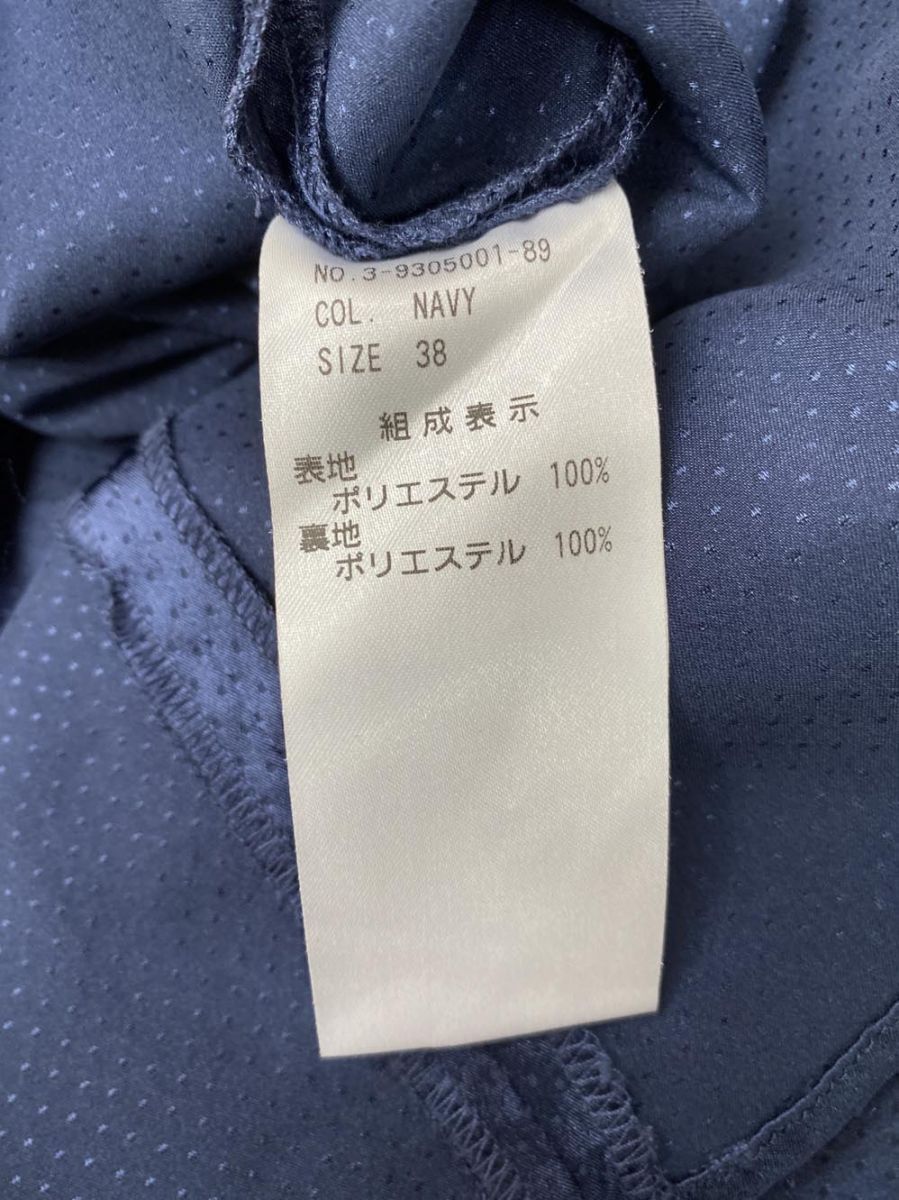 NO.3-9305001-89
COL. NAVY
SIZE 38
組成表示
表地
ポリエステル 100%
裏地
ポリエステル 100%